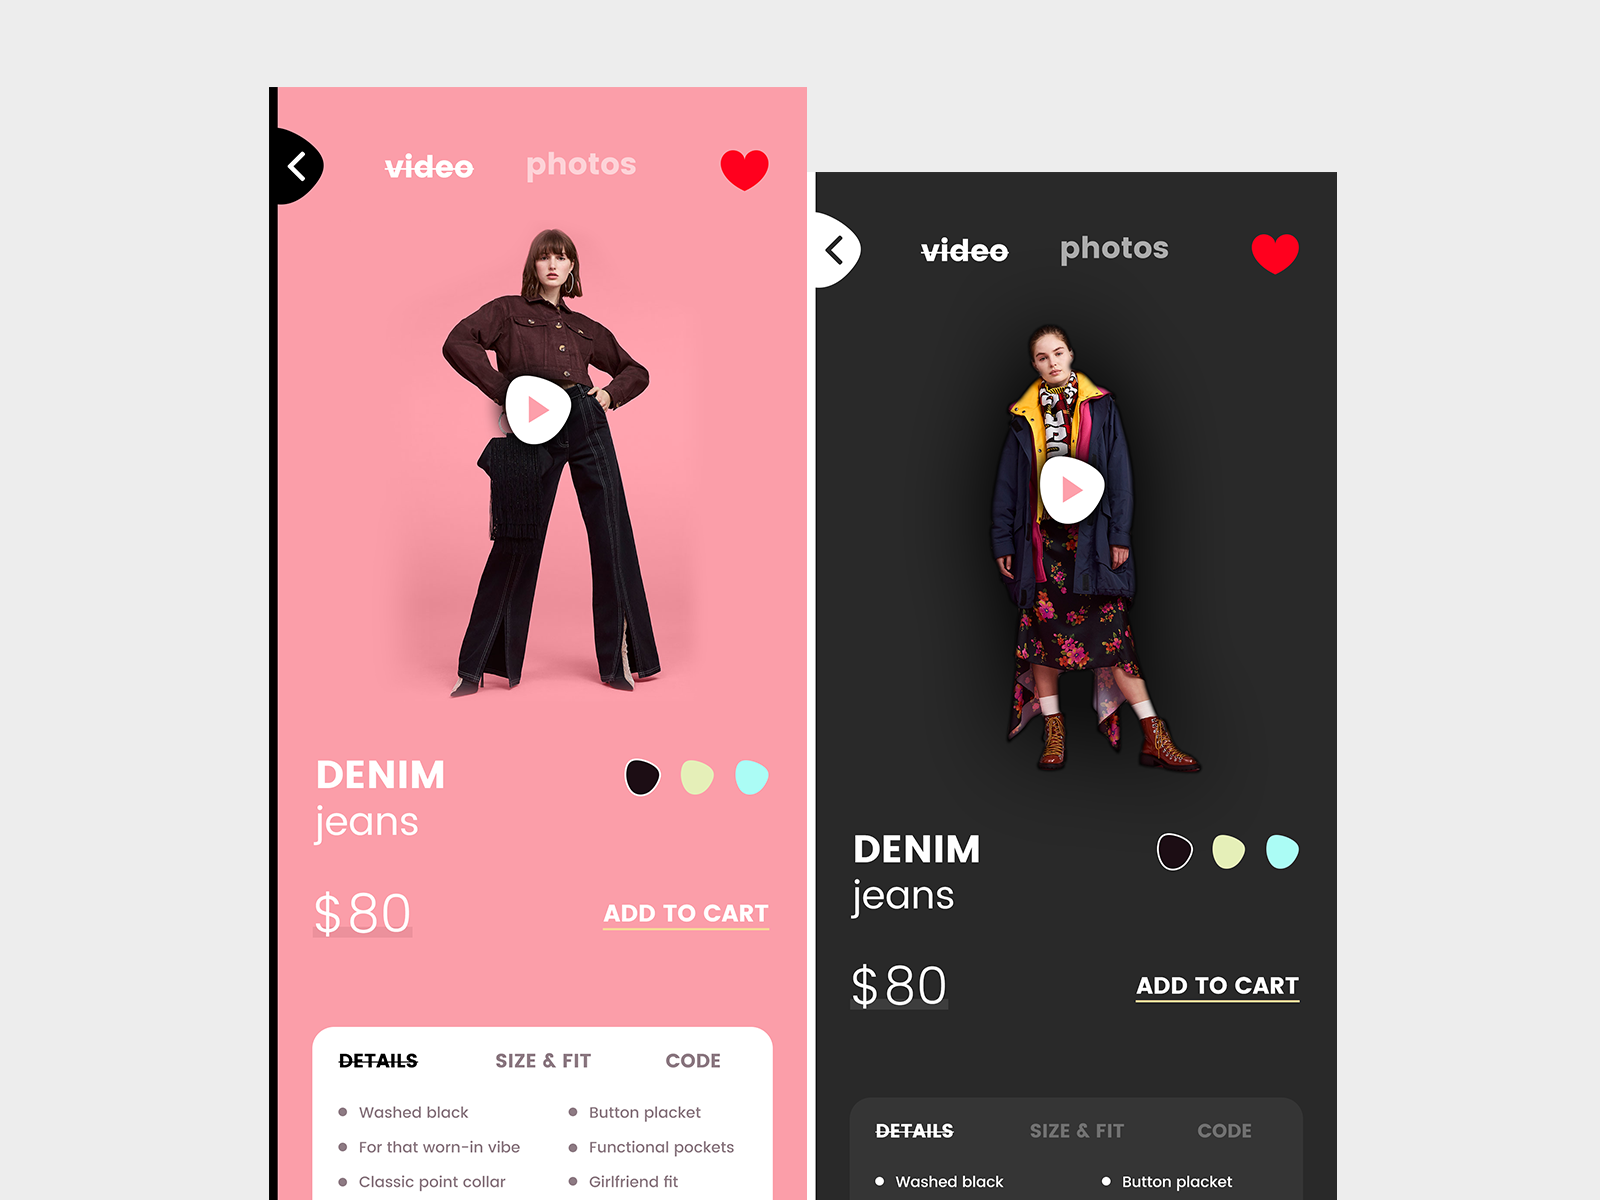 video photos
DENIM
jeans
$80 ADD TO CART
DETAILS SIZE & FIT CODE
Washed black Button placket
For that worn-in vibe Functional pockets
Classic point collar Girlfriend fit
video photos
DENIM
jeans
$80 ADD TO CART
DETAILS SIZE & FIT CODE
Washed black Button placket